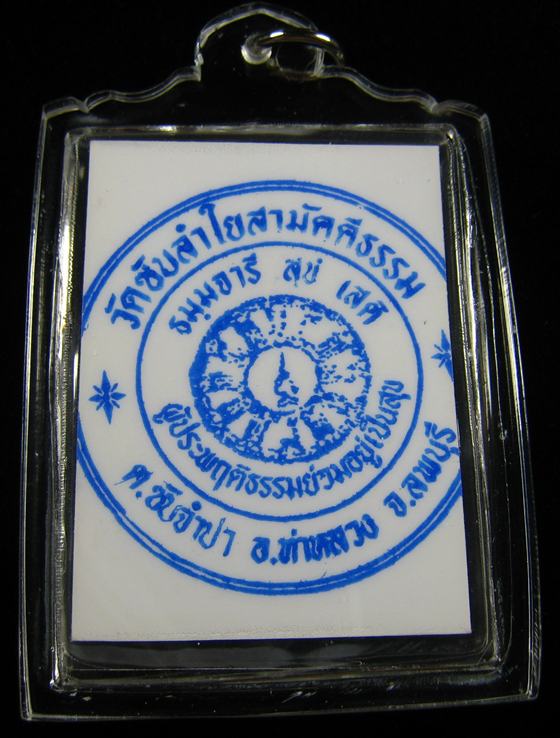 วัดซับลำใยสามัคคีธรรม
ธมฺมจารี สุขํ เสติ
ผู้ประพฤติธรรมย่อมอยู่เป็นสุข
ต.ซับจำปา อ.ท่าหลวง จ.ลพบุรี